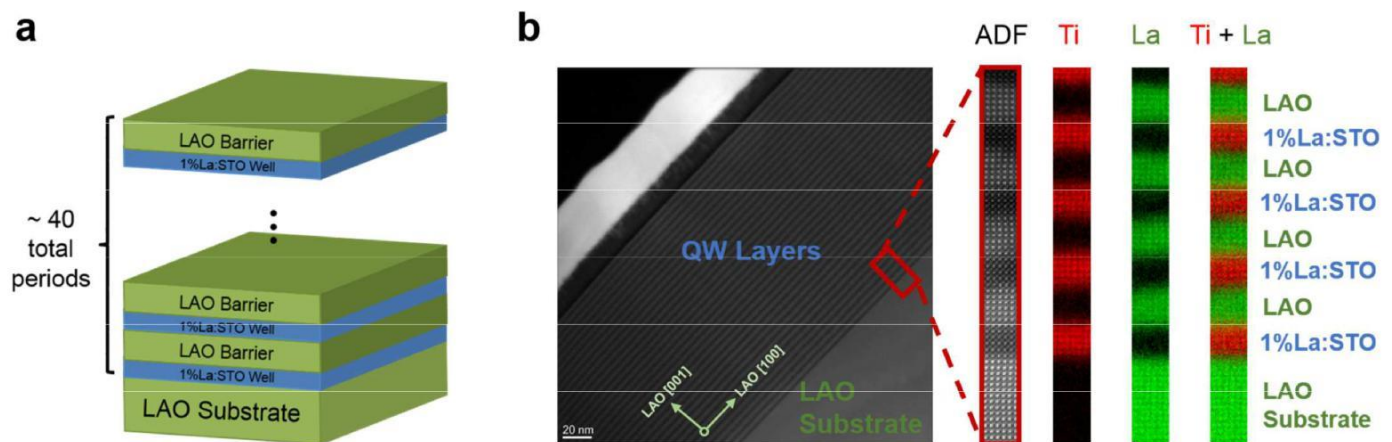 a
LAO Barrier
1%La:STO Well
~ 40
total
periods
LAO Barrier
1%La:STO Well
LAO Barrier
1%La:STO Well
LAO Substrate
b
ADF
Ti
La
Ti + La
QW Layers
LAO [001]
LAO [100]
20 nm
LAO
Substrate
LAO
1%La:STO
LAO
1%La:STO
LAO
1%La:STO
LAO
1%La:STO
LAO
Substrate